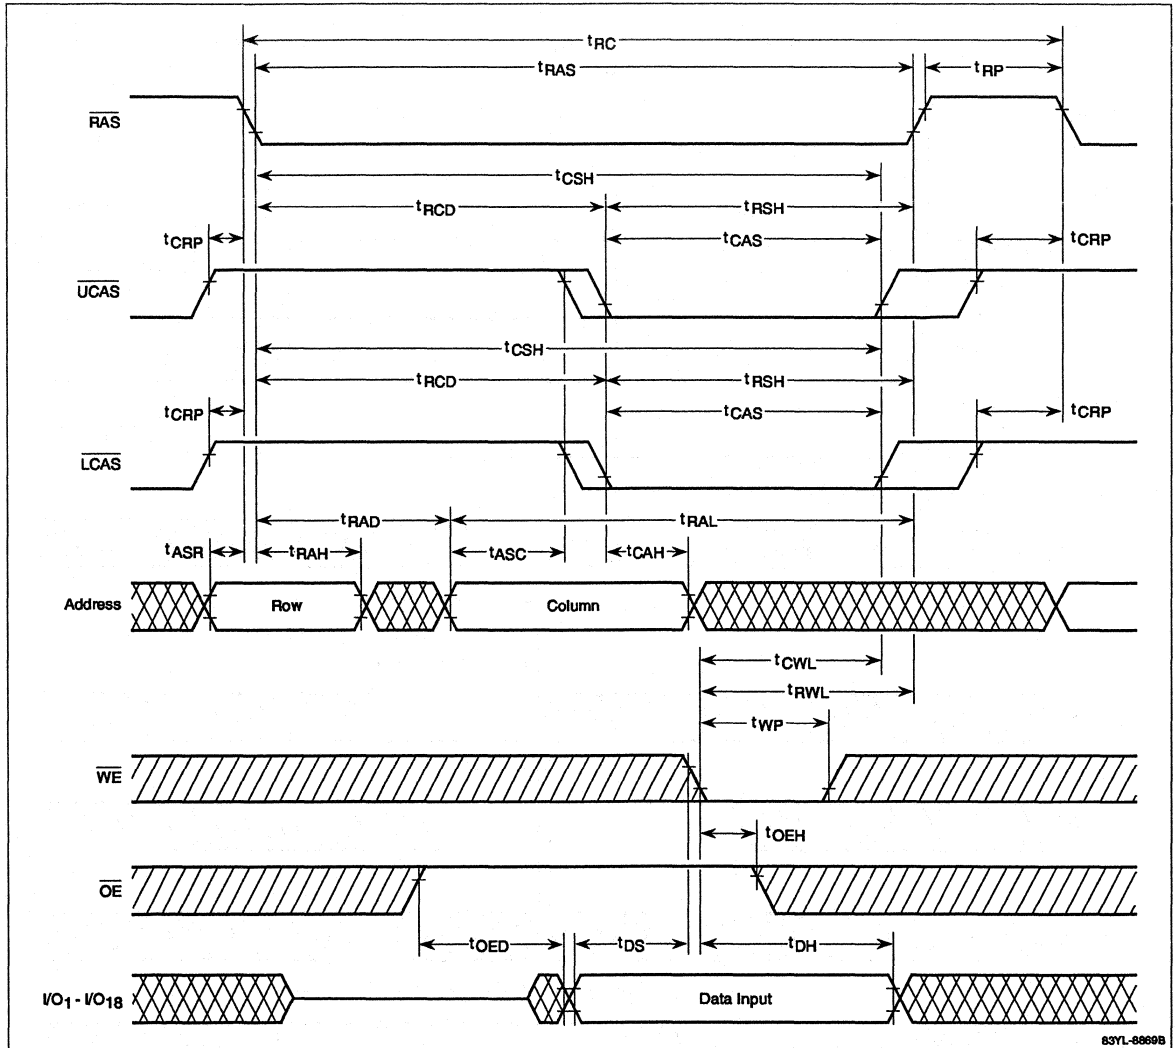 tRC
tRAS
tRP
RAS
tCSH
tRCD
tRSH
tCRP
tCAS
tCRP
UCAS
tCSH
tRCD
tRSH
tCRP
tCAS
tCRP
LCAS
tRAD
tRAL
tASR
tRAH
tASC
tCAH
Address
Row
Column
tCWL
tRWL
tWP
WE
tOEH
OE
tOED
tDS
tDH
I/O1 - I/O18
Data Input
83YL-8869B